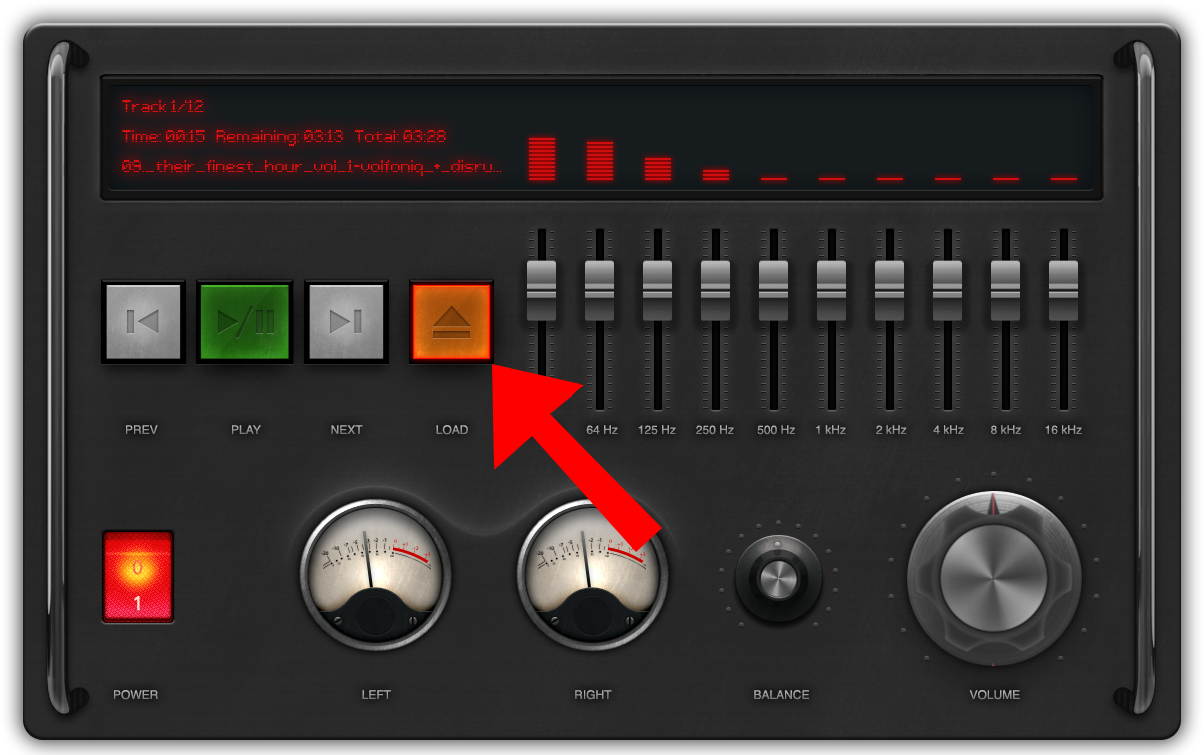 Track 1/12
Time: 00:15 Remaining: 03:13 Total: 03:28
09._their_finest_hour_vol_1-volfoniq_*_disru...
PREV PLAY NEXT LOAD 64 Hz 125 Hz 250 Hz 500 Hz 1 kHz 2 kHz 4 kHz 8 kHz 16 kHz
0
1
POWER LEFT RIGHT BALANCE VOLUME